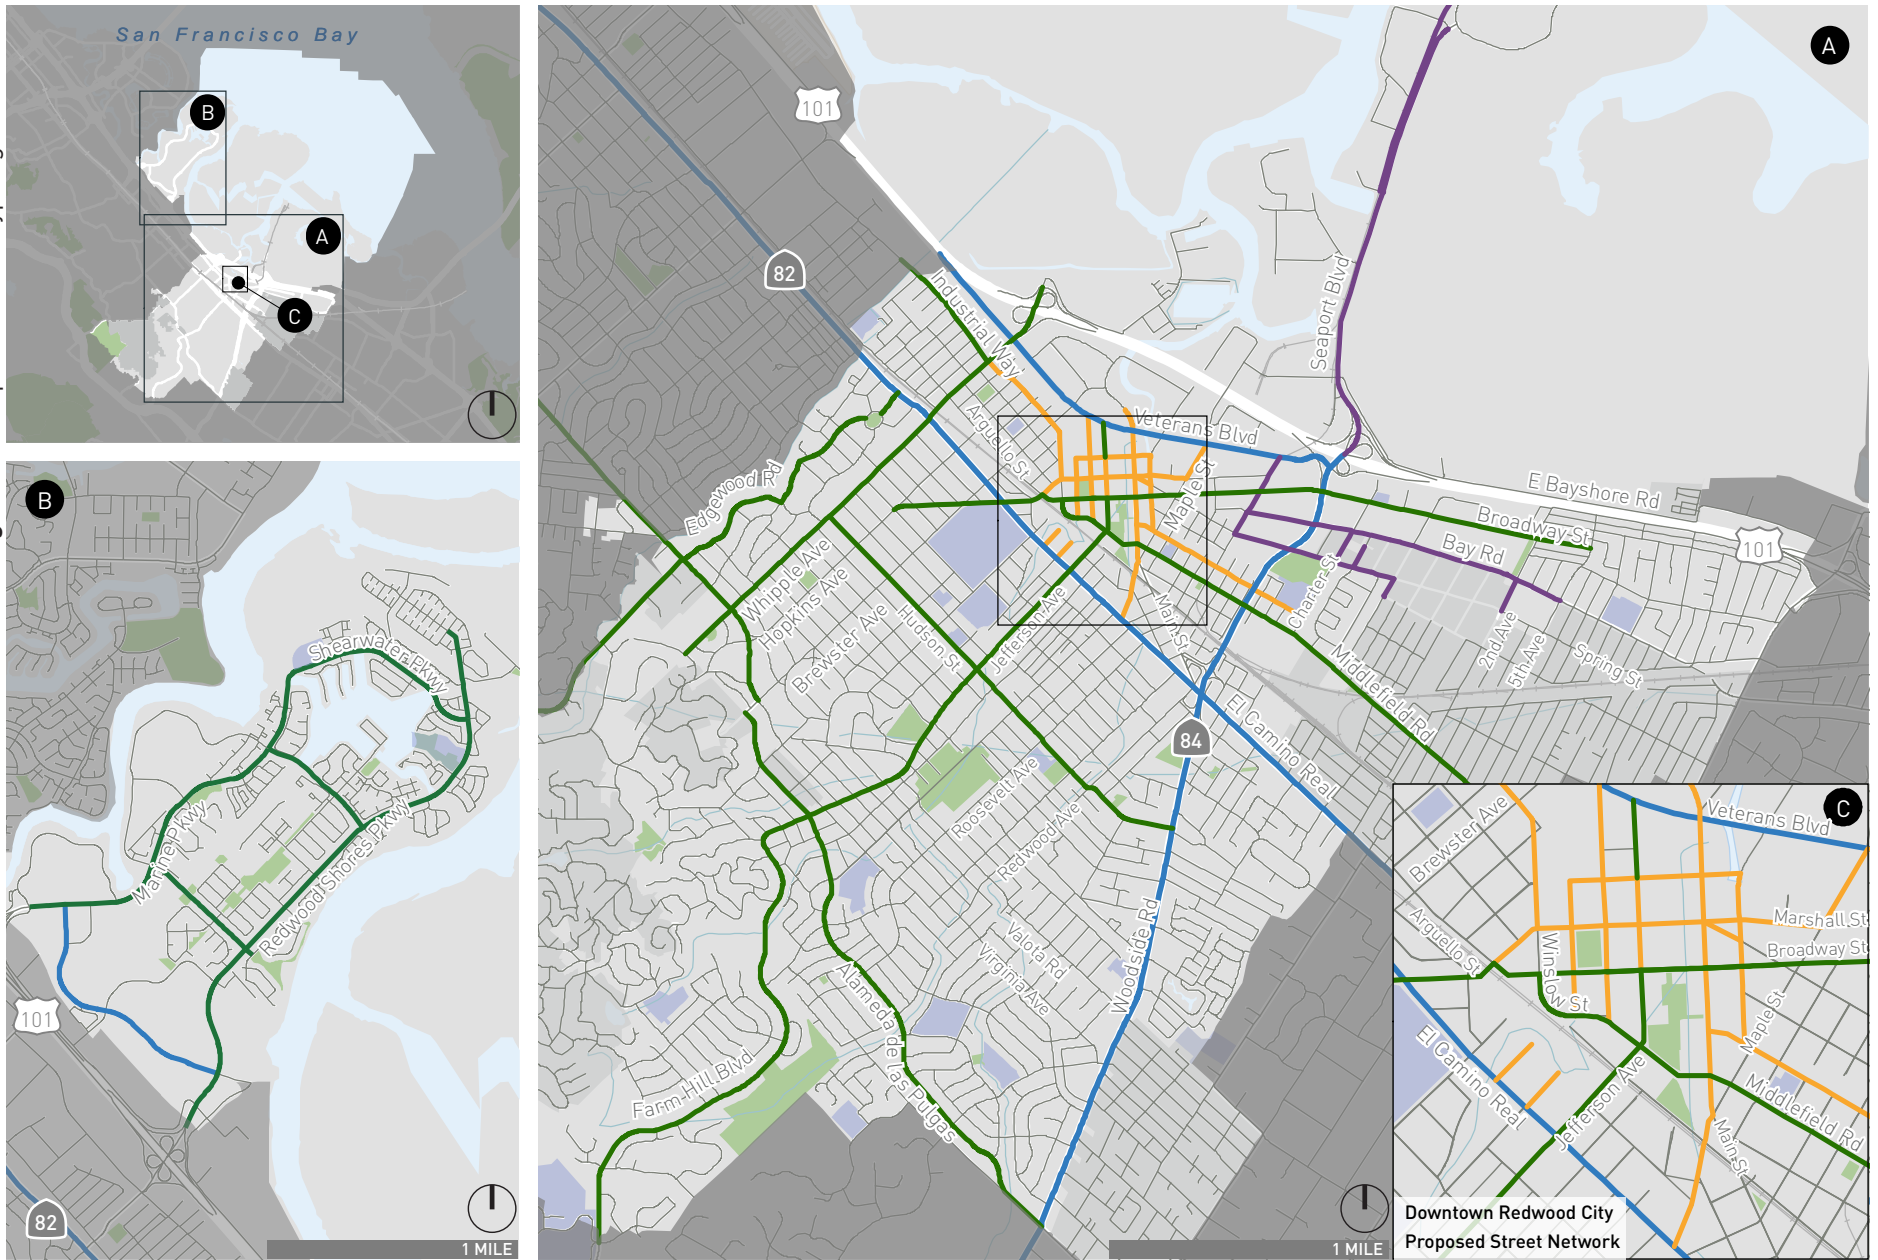 San Francisco Bay
B
A
C
B
Shearwater Pkwy
Marine Pkwy
Redwood Shores Pkwy
101
82
1 MILE
A
101
82
Industrial Way
Seaport Blvd
Arguello St
Veterans Blvd
Maple St
E Bayshore Rd
Broadway St
Bay Rd
101
Edgewood Rd
Whipple Ave
Hopkins Ave
Brewster Ave
Hudson St
Jefferson Ave
Main St
Charter St
2nd Ave
5th Ave
Spring St
Middlefield Rd
El Camino Real
84
Roosevelt Ave
Redwood Ave
Valota Rd
Virginia Ave
Woodside Rd
Alameda de las Pulgas
Farm Hill Blvd
1 MILE
C
Veterans Blvd
Brewster Ave
Arguello St
Marshall St
Broadway St
Winslow St
Maple St
El Camino Real
Jefferson Ave
Middlefield Rd
Main St
Downtown Redwood City
Proposed Street Network